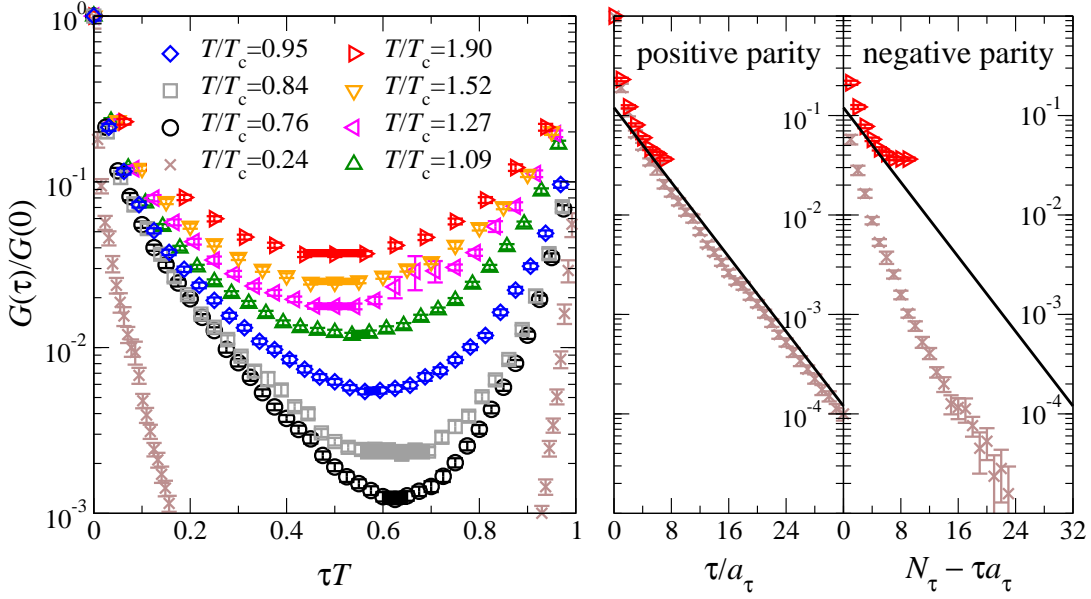 10⁰
10⁻¹
10⁻²
10⁻³
G(τ)/G(0)
T/T_c=0.95
T/T_c=0.84
T/T_c=0.76
T/T_c=0.24
T/T_c=1.90
T/T_c=1.52
T/T_c=1.27
T/T_c=1.09
0 0.2 0.4 0.6 0.8 1
τT
positive parity
10⁻¹
10⁻²
10⁻³
10⁻⁴
0 8 16 24
τ/a_τ
negative parity
10⁻¹
10⁻²
10⁻³
10⁻⁴
0 8 16 24 32
N_τ − τa_τ